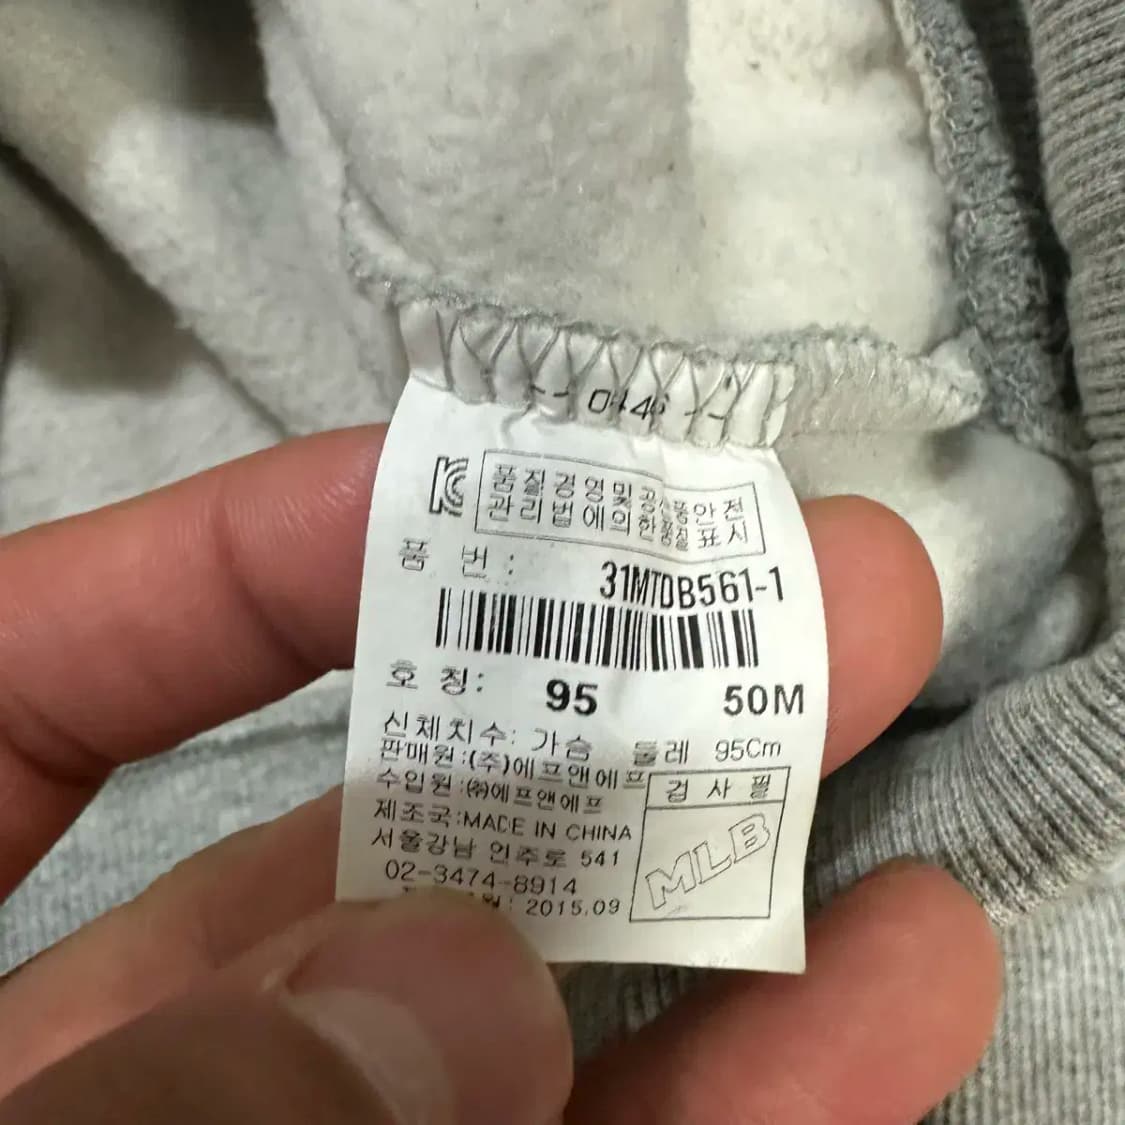 품질경영및공산품안전
관리법에의한품질표시
품 번: 31MTDB561-1
호 칭: 95 50M
신체치수: 가슴 둘레 95Cm
판매원:(주)에프앤에프
수입원:㈜에프앤에프
검사필
제조국:MADE IN CHINA
MLB
서울강남 언주로 541
02-3474-8914
2015.09